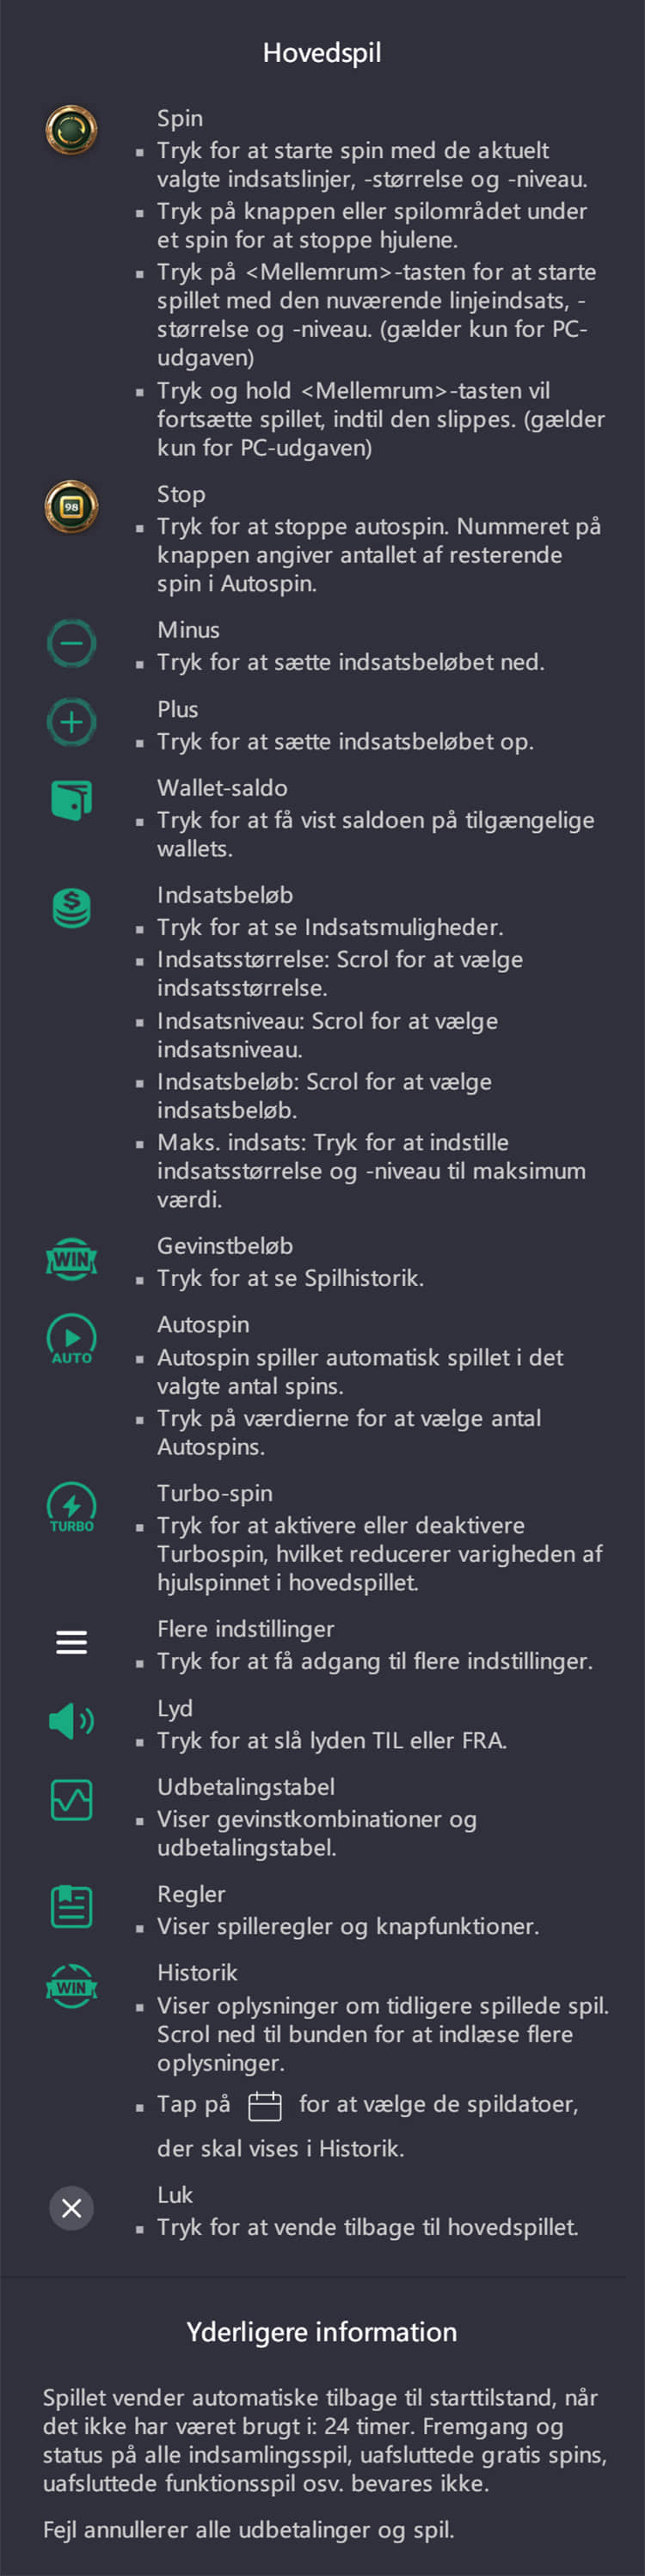 Hovedspil
Spin
▪ Tryk for at starte spin med de aktuelt
valgte indsatslinjer, -størrelse og -niveau.
▪ Tryk på knappen eller spilområdet under
et spin for at stoppe hjulene.
▪ Tryk på <Mellemrum>-tasten for at starte
spillet med den nuværende linjeindsats, -
størrelse og -niveau. (gælder kun for PC-
udgaven)
▪ Tryk og hold <Mellemrum>-tasten vil
fortsætte spillet, indtil den slippes. (gælder
kun for PC-udgaven)
98
Stop
▪ Tryk for at stoppe autospin. Nummeret på
knappen angiver antallet af resterende
spin i Autospin.
Minus
▪ Tryk for at sætte indsatsbeløbet ned.
Plus
▪ Tryk for at sætte indsatsbeløbet op.
Wallet-saldo
▪ Tryk for at få vist saldoen på tilgængelige
wallets.
$
Indsatsbeløb
▪ Tryk for at se Indsatsmuligheder.
▪ Indsatsstørrelse: Scrol for at vælge
indsatsstørrelse.
▪ Indsatsniveau: Scrol for at vælge
indsatsniveau.
▪ Indsatsbeløb: Scrol for at vælge
indsatsbeløb.
▪ Maks. indsats: Tryk for at indstille
indsatsstørrelse og -niveau til maksimum
værdi.
WIN
Gevinstbeløb
▪ Tryk for at se Spilhistorik.
AUTO
Autospin
▪ Autospin spiller automatisk spillet i det
valgte antal spins.
▪ Tryk på værdierne for at vælge antal
Autospins.
TURBO
Turbo-spin
▪ Tryk for at aktivere eller deaktivere
Turbospin, hvilket reducerer varigheden af
hjulspinnet i hovedspillet.
Flere indstillinger
▪ Tryk for at få adgang til flere indstillinger.
Lyd
▪ Tryk for at slå lyden TIL eller FRA.
Udbetalingstabel
▪ Viser gevinstkombinationer og
udbetalingstabel.
Regler
▪ Viser spilleregler og knapfunktioner.
WIN
Historik
▪ Viser oplysninger om tidligere spillede spil.
Scrol ned til bunden for at indlæse flere
oplysninger.
▪ Tap på for at vælge de spildatoer,
der skal vises i Historik.
Luk
▪ Tryk for at vende tilbage til hovedspillet.
Yderligere information
Spillet vender automatiske tilbage til starttilstand, når
det ikke har været brugt i: 24 timer. Fremgang og
status på alle indsamlingsspil, uafsluttede gratis spins,
uafsluttede funktionsspil osv. bevares ikke.
Fejl annullerer alle udbetalinger og spil.